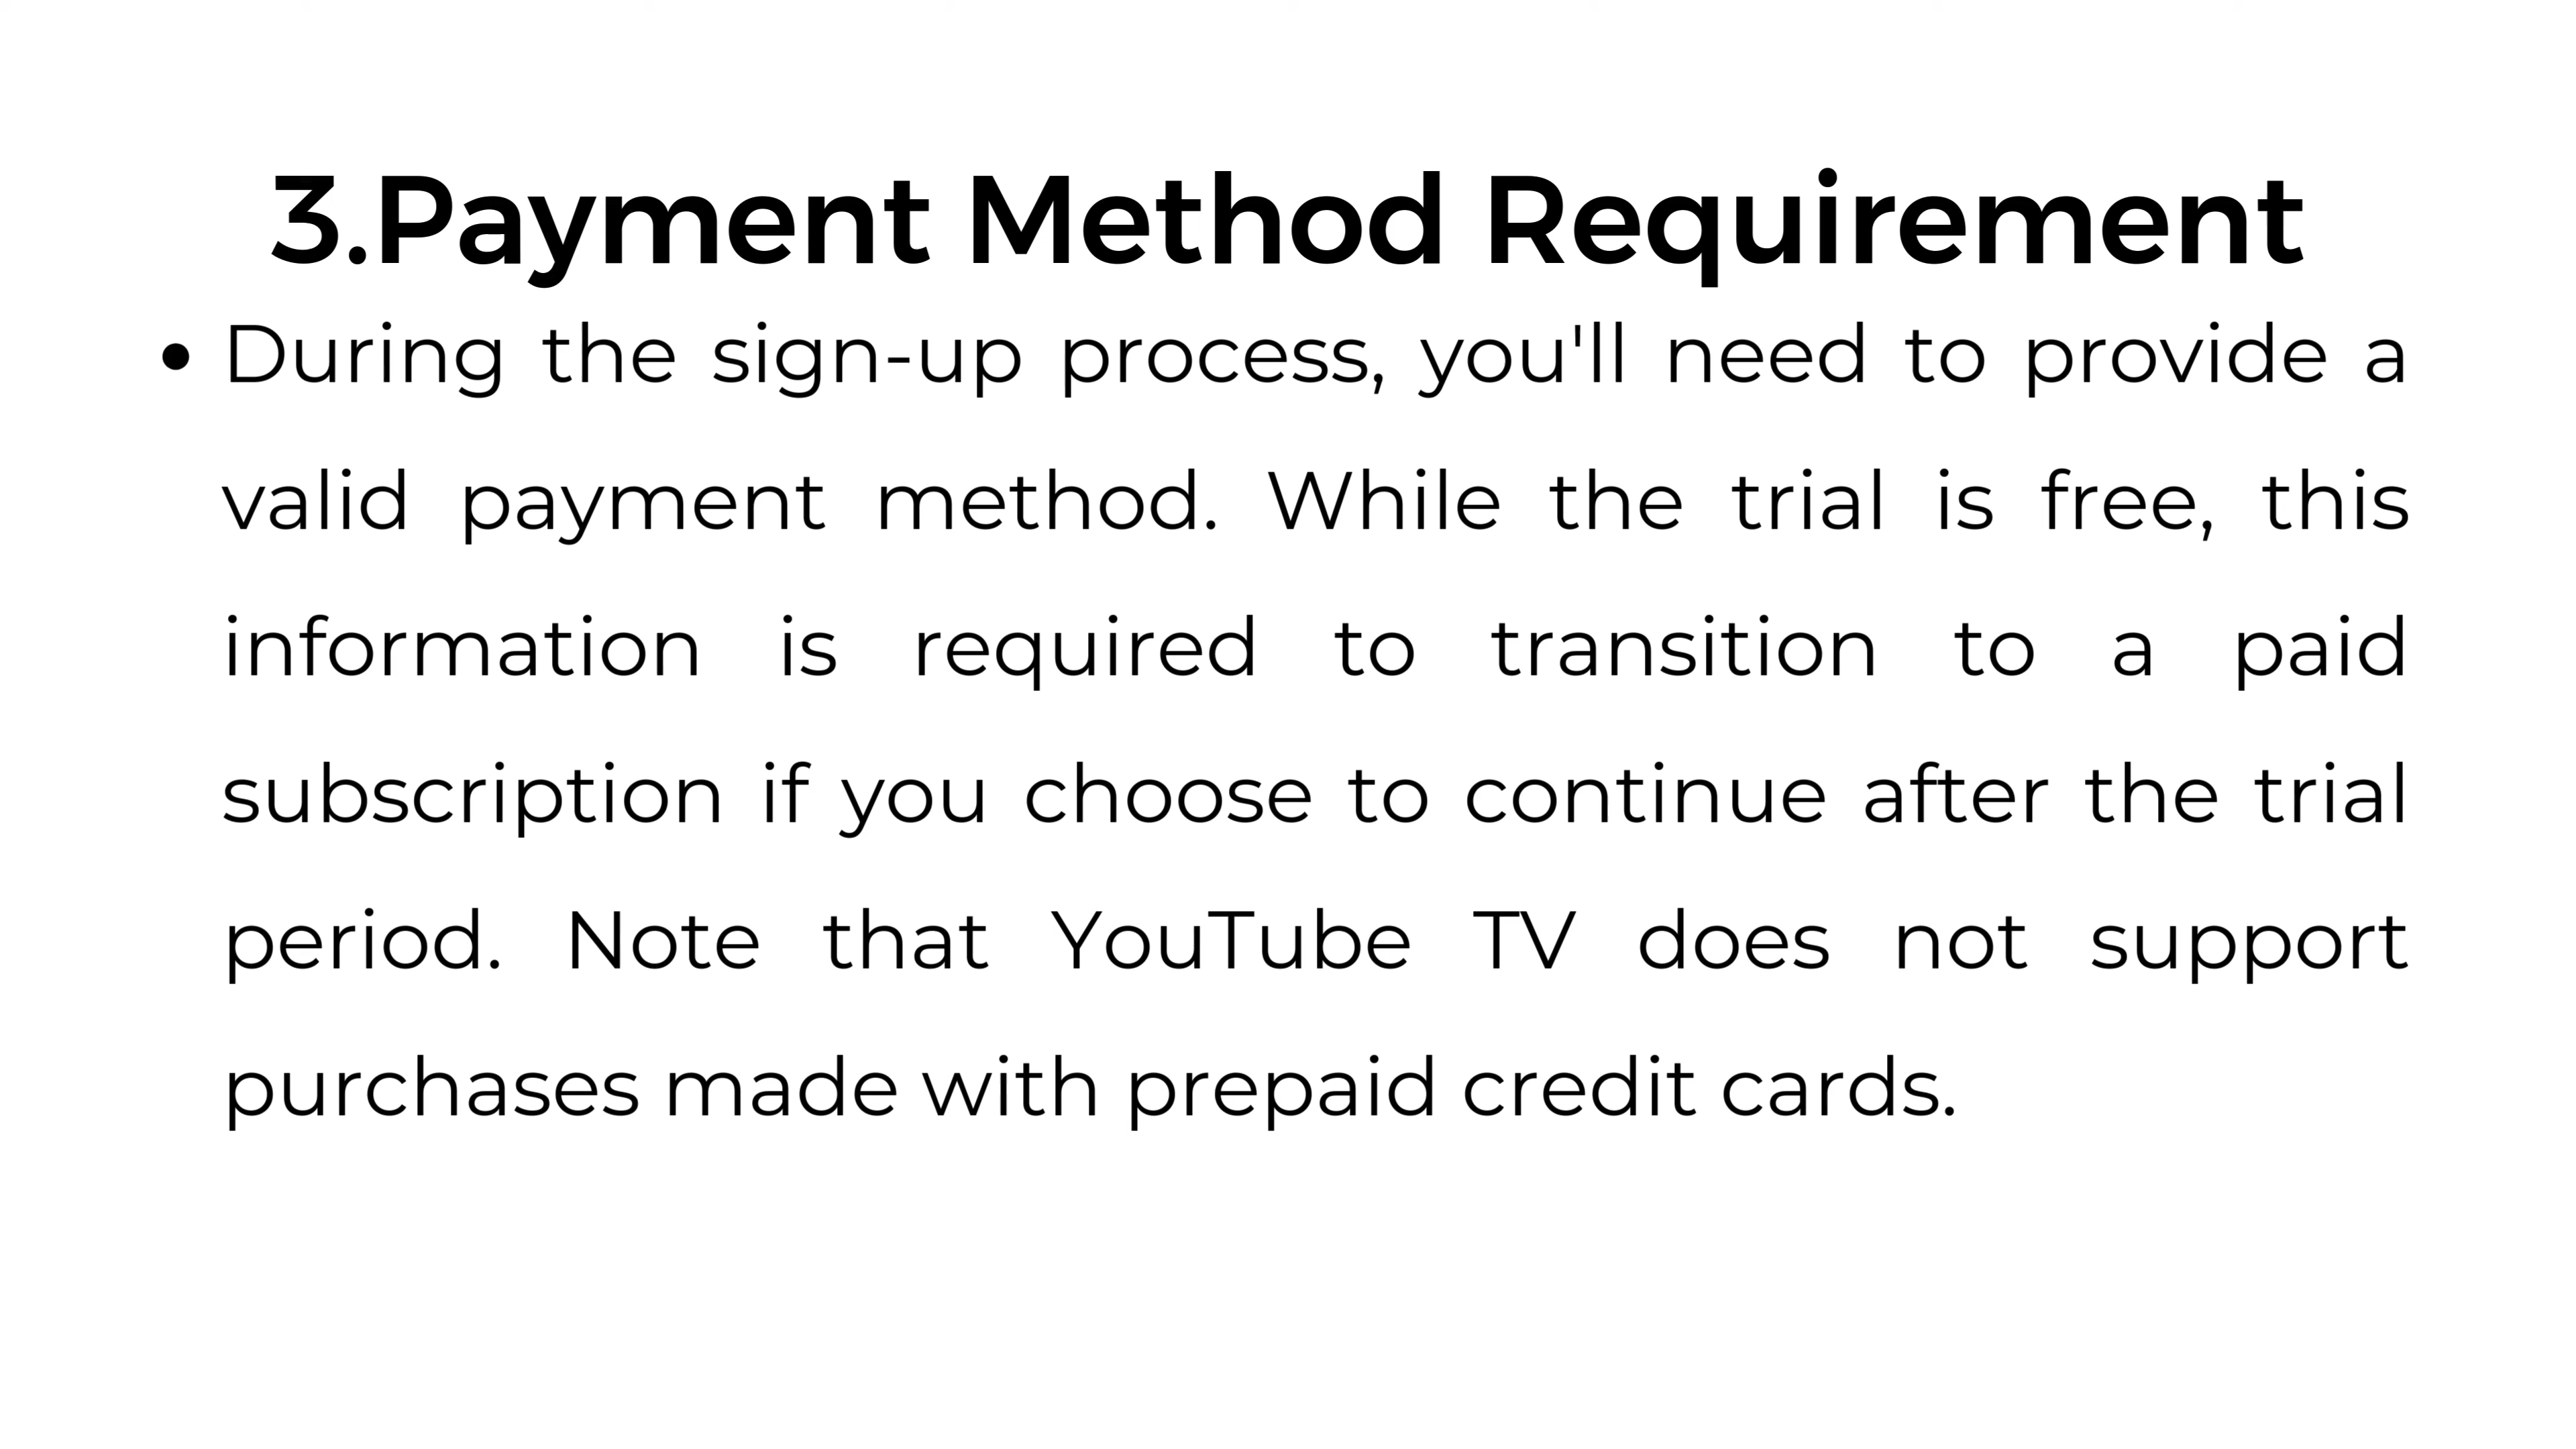 3.Payment Method Requirement
• During the sign-up process, you'll need to provide a
valid payment method. While the trial is free, this
information is required to transition to a paid
subscription if you choose to continue after the trial
period. Note that YouTube TV does not support
purchases made with prepaid credit cards.